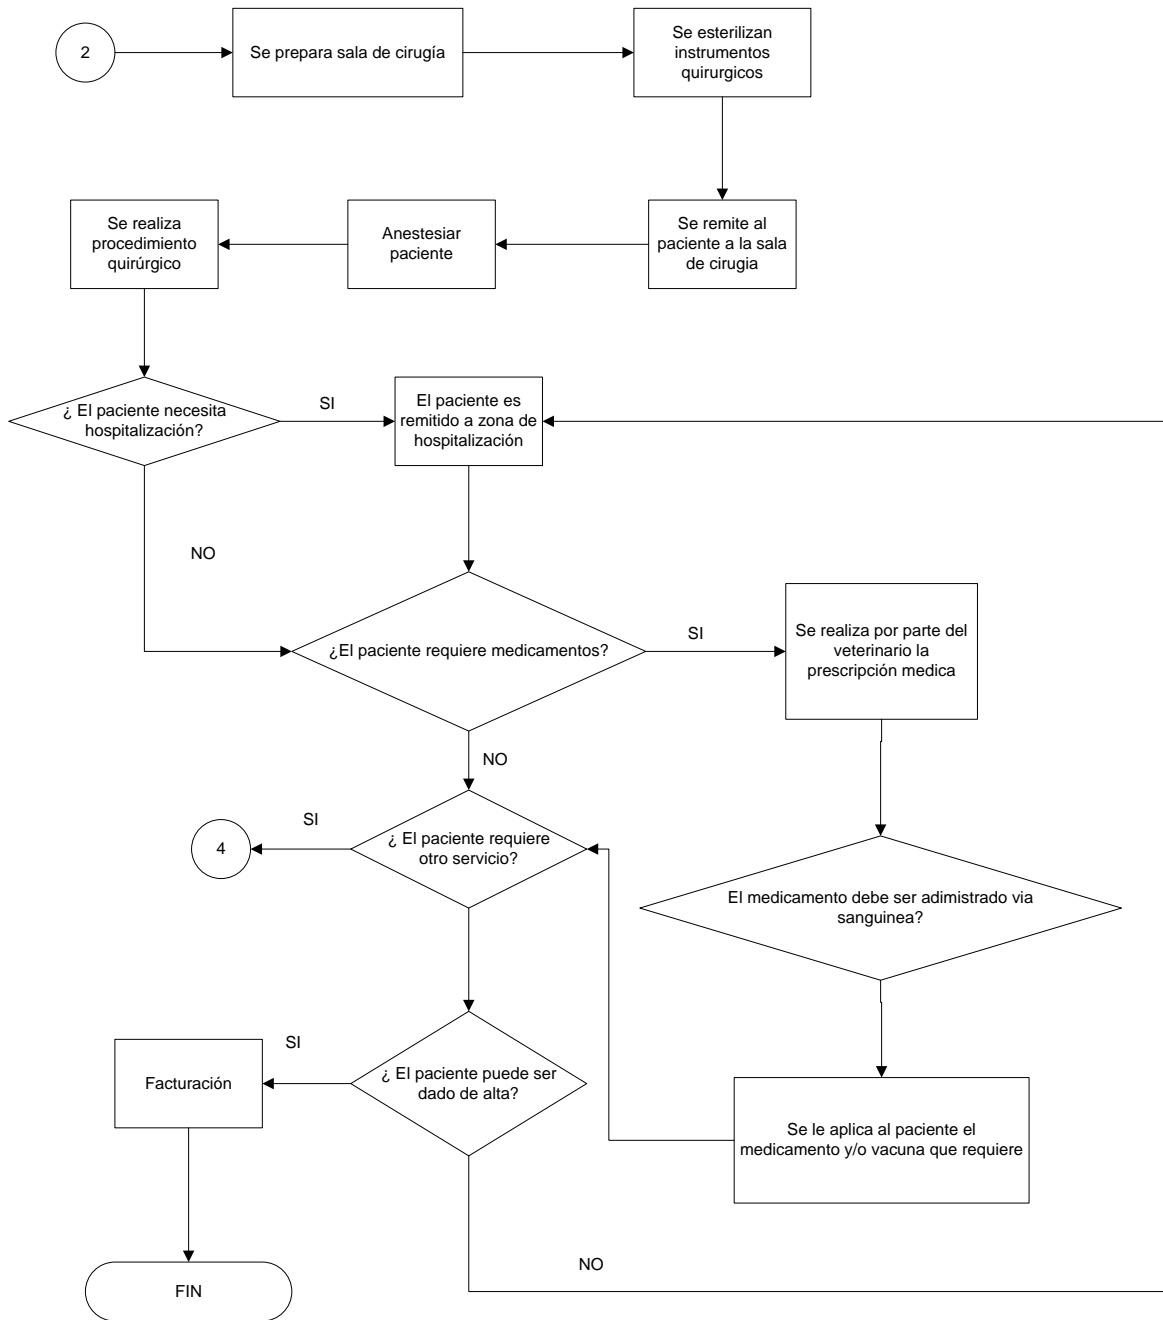 2
Se prepara sala de cirugía
Se esterilizan
instrumentos
quirurgicos
Se realiza
procedimiento
quirúrgico
Anestesiar
paciente
Se remite al
paciente a la sala
de cirugia
¿ El paciente necesita
hospitalización?
SI
El paciente es
remitido a zona de
hospitalización
NO
¿El paciente requiere medicamentos?
SI
Se realiza por parte del
veterinario la
prescripción medica
NO
4
SI
¿ El paciente requiere
otro servicio?
El medicamento debe ser adimistrado via
sanguinea?
Facturación
SI
¿ El paciente puede ser
dado de alta?
Se le aplica al paciente el
medicamento y/o vacuna que requiere
NO
FIN